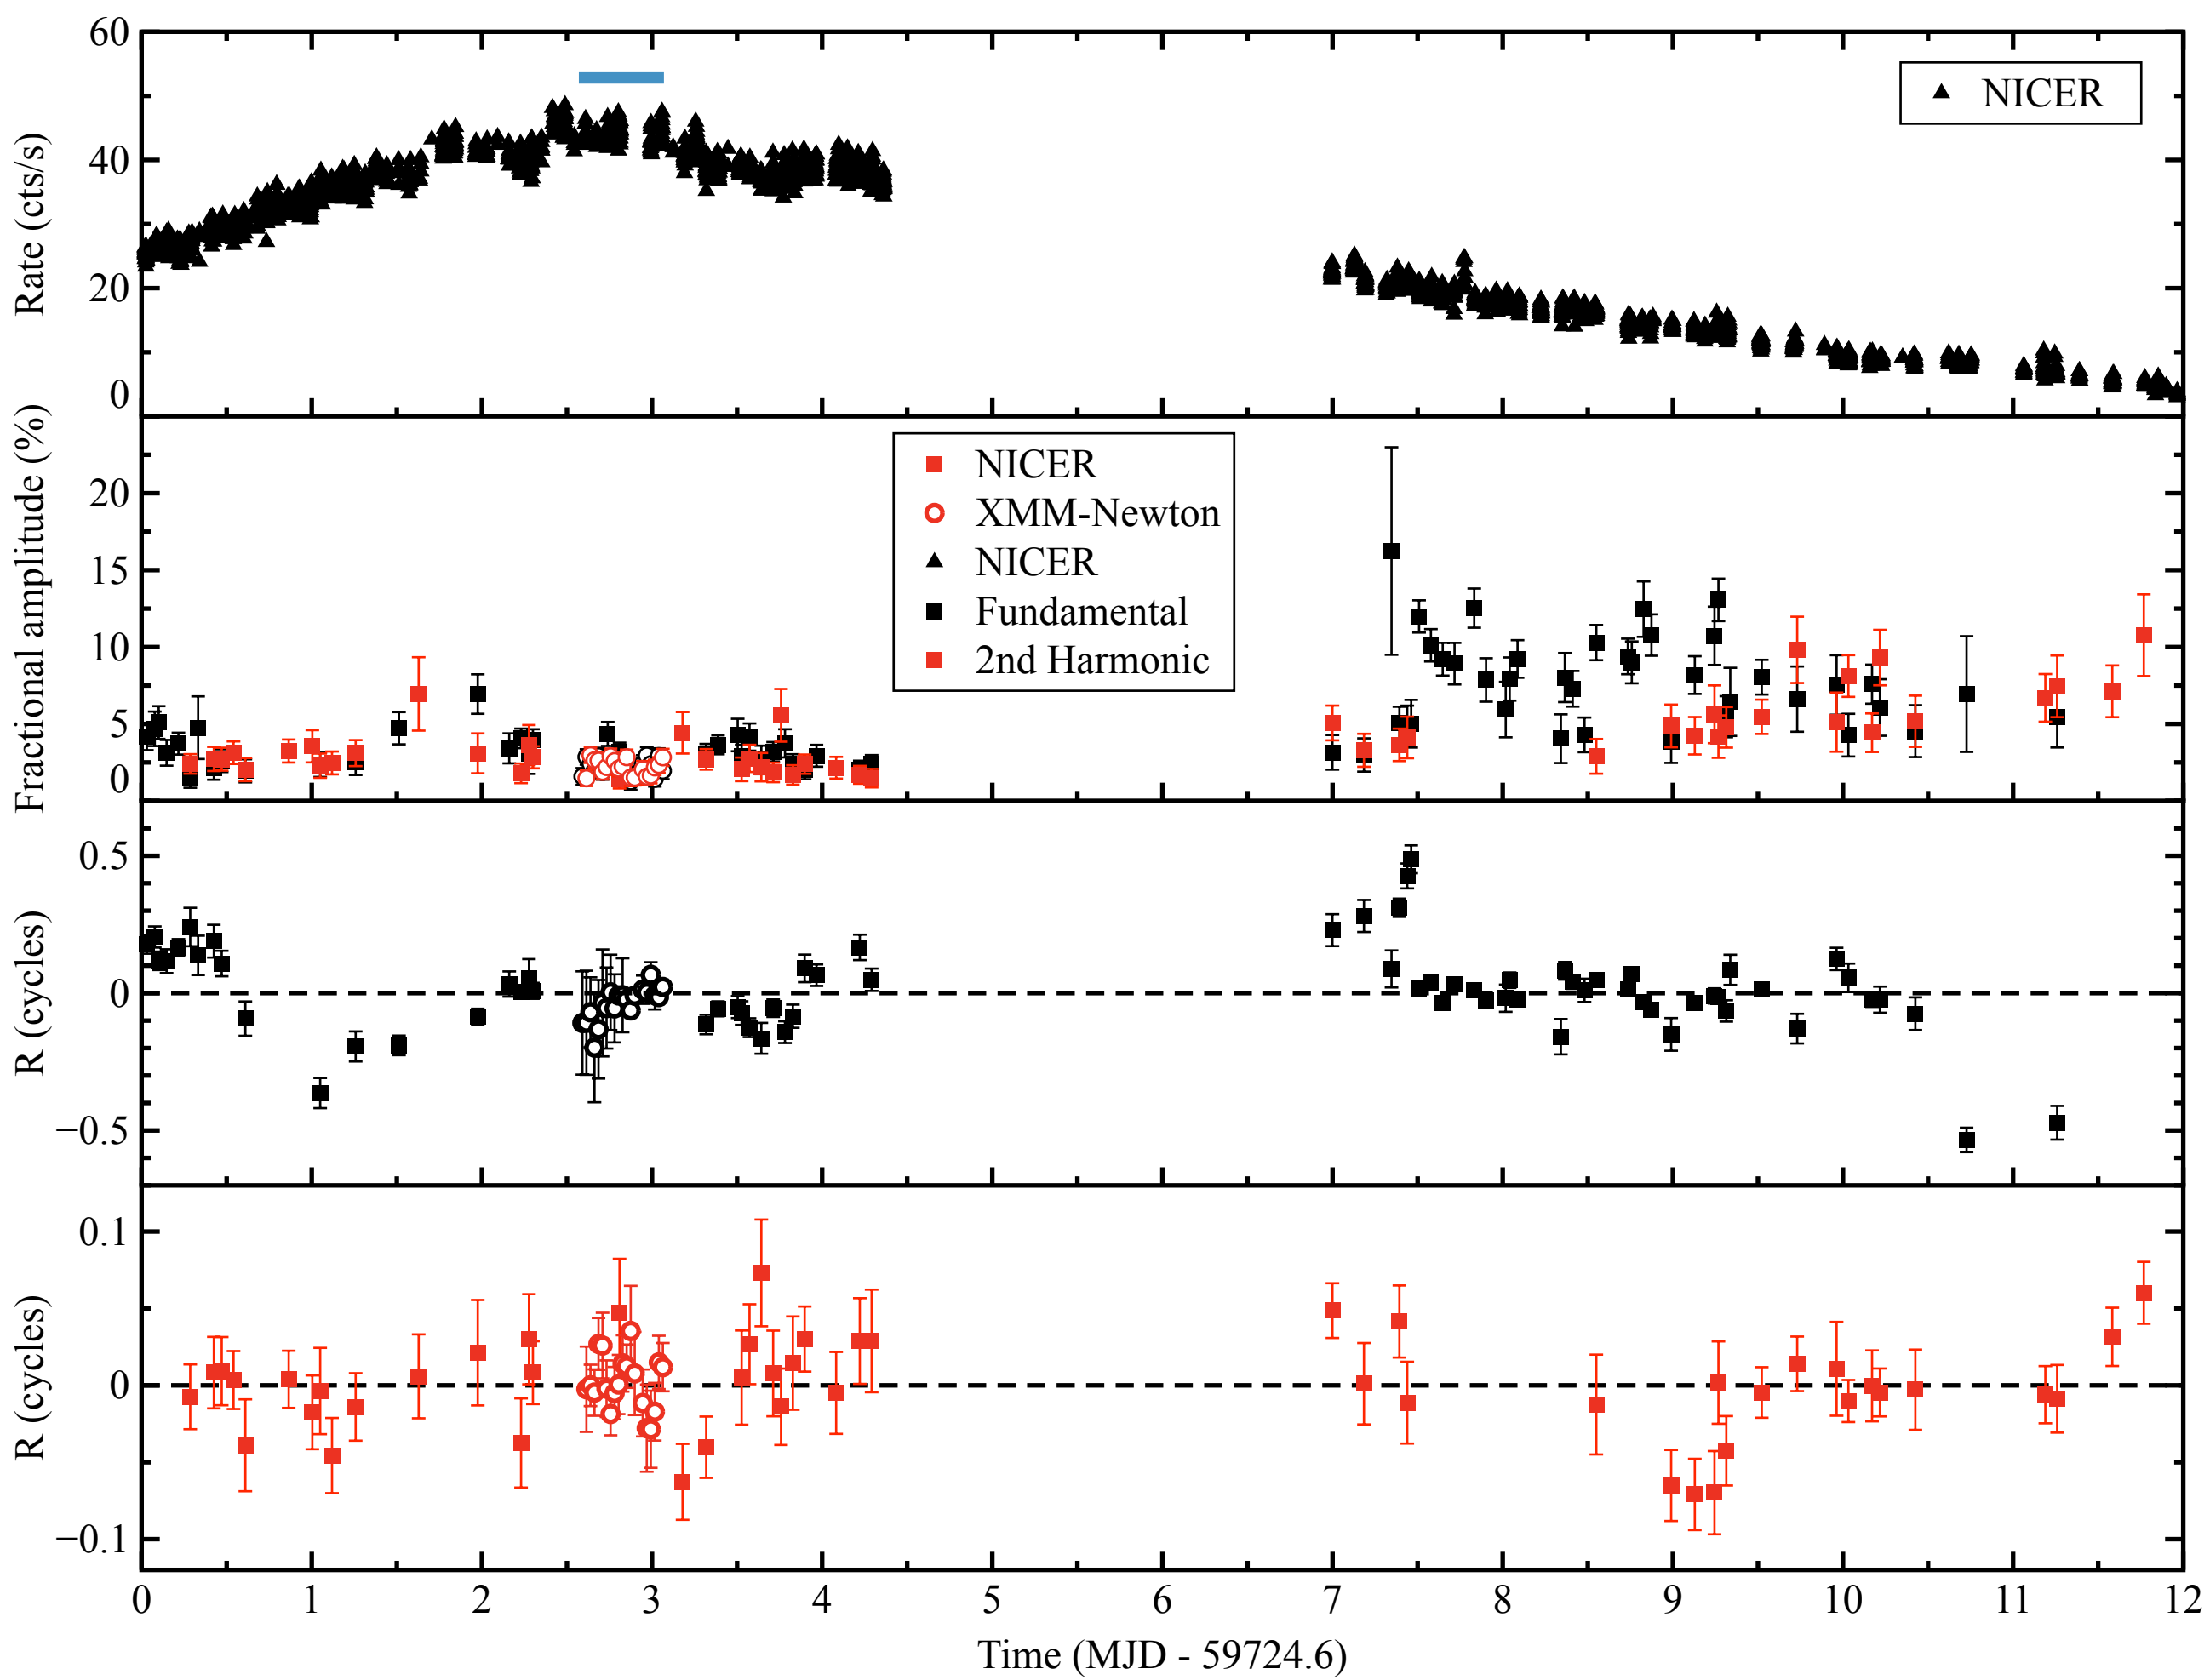 60
40
20
0
Rate (cts/s)
NICER
20
15
10
5
0
Fractional amplitude (%)
NICER
XMM-Newton
NICER
Fundamental
2nd Harmonic
0.5
0
−0.5
R (cycles)
0.1
0
−0.1
R (cycles)
0 1 2 3 4 5 6 7 8 9 10 11 12
Time (MJD - 59724.6)